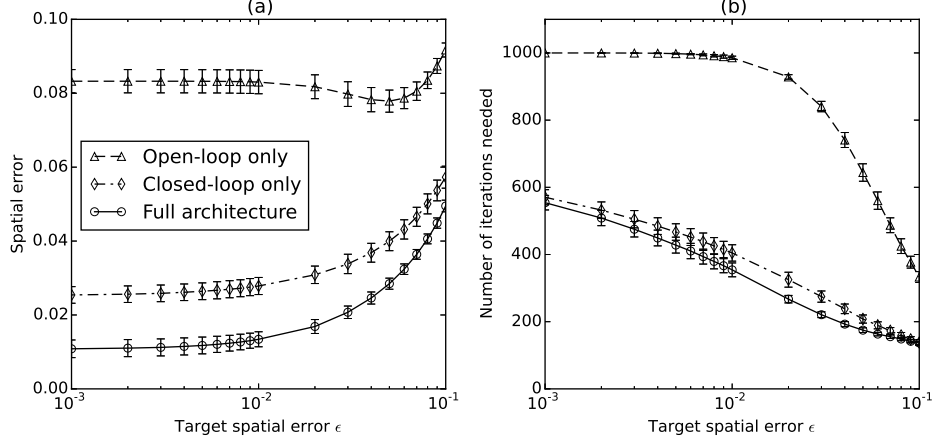 (a)
0.10
0.08
0.06
0.04
0.02
0.00
Spatial error
Open-loop only
Closed-loop only
Full architecture
10⁻³
10⁻²
10⁻¹
Target spatial error ϵ
(b)
1000
800
600
400
200
0
Number of iterations needed
10⁻³
10⁻²
10⁻¹
Target spatial error ϵ